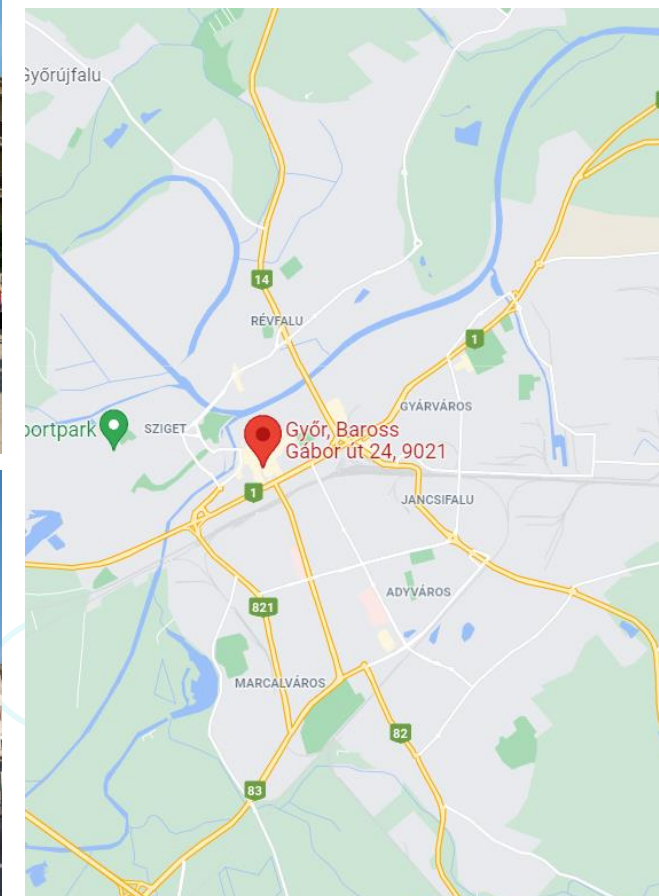 Győrújfalu
14
RÉVFALU
1
GYÁRVÁROS
portpark
SZIGET
Győr, Baross
Gábor út 24, 9021
1
JANCSIFALU
821
ADYVÁROS
MARCALVÁROS
82
83